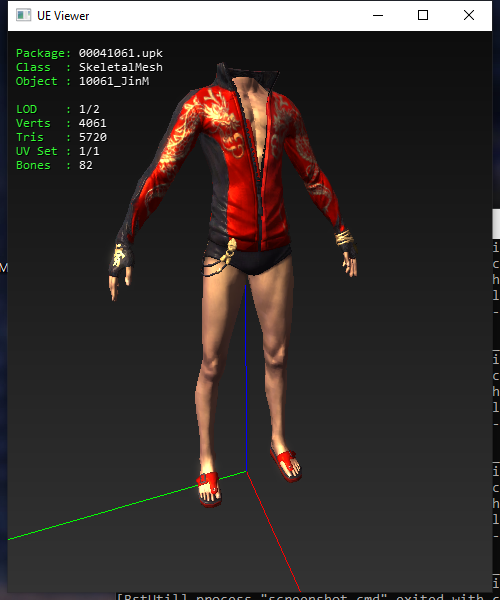 UE Viewer
Package: 00041061.upk
Class : SkeletalMesh
Object : 10061_JinM
LOD : 1/2
Verts : 4061
Tris : 5720
UV Set : 1/1
Bones : 82
M
i
c
h
l
-
i
c
h
l
-
i
c
h
l
-
i
[BstUtil] process "screenshot.cmd" exited with c